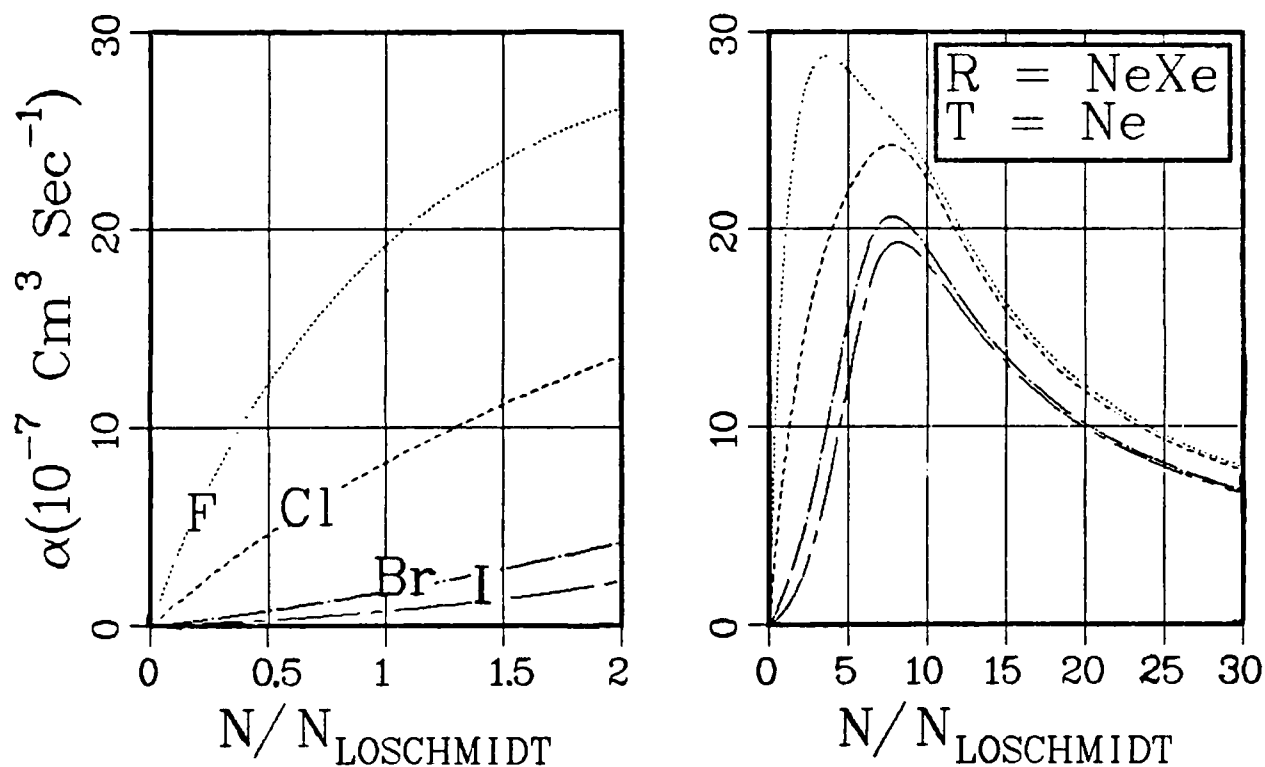 α(10⁻⁷ Cm³ Sec⁻¹)
30
20
10
0
F
Cl
Br
I
0 0.5 1 1.5 2
N/N_LOSCHMIDT
30
20
10
0
R = NeXe
T = Ne
0 5 10 15 20 25 30
N/N_LOSCHMIDT